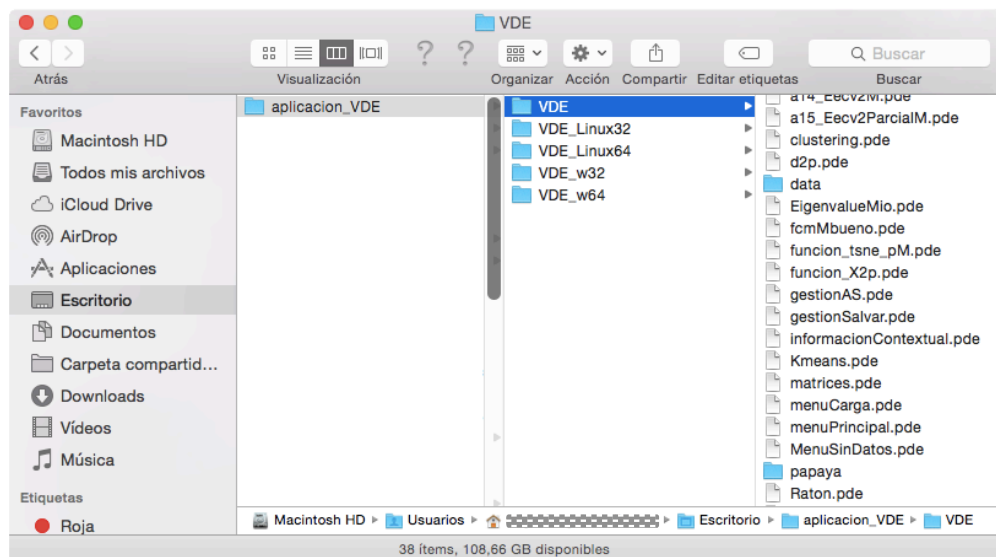 VDE
Atrás
Visualización
Organizar Acción Compartir Editar etiquetas
Buscar
Buscar
Favoritos
Macintosh HD
Todos mis archivos
iCloud Drive
AirDrop
Aplicaciones
Escritorio
Documentos
Carpeta compartid...
Downloads
Vídeos
Música
Etiquetas
Roja
aplicacion_VDE
VDE
VDE_Linux32
VDE_Linux64
VDE_w32
VDE_w64
a14_Eecv2M.pde
a15_Eecv2ParcialM.pde
clustering.pde
d2p.pde
data
EigenvalueMio.pde
fcmMbueno.pde
funcion_tsne_pM.pde
funcion_X2p.pde
gestionAS.pde
gestionSalvar.pde
informacionContextual.pde
Kmeans.pde
matrices.pde
menuCarga.pde
menuPrincipal.pde
MenuSinDatos.pde
papaya
Raton.pde
Macintosh HD ▸ Usuarios ▸ ▸ Escritorio ▸ aplicacion_VDE ▸ VDE
38 ítems, 108,66 GB disponibles